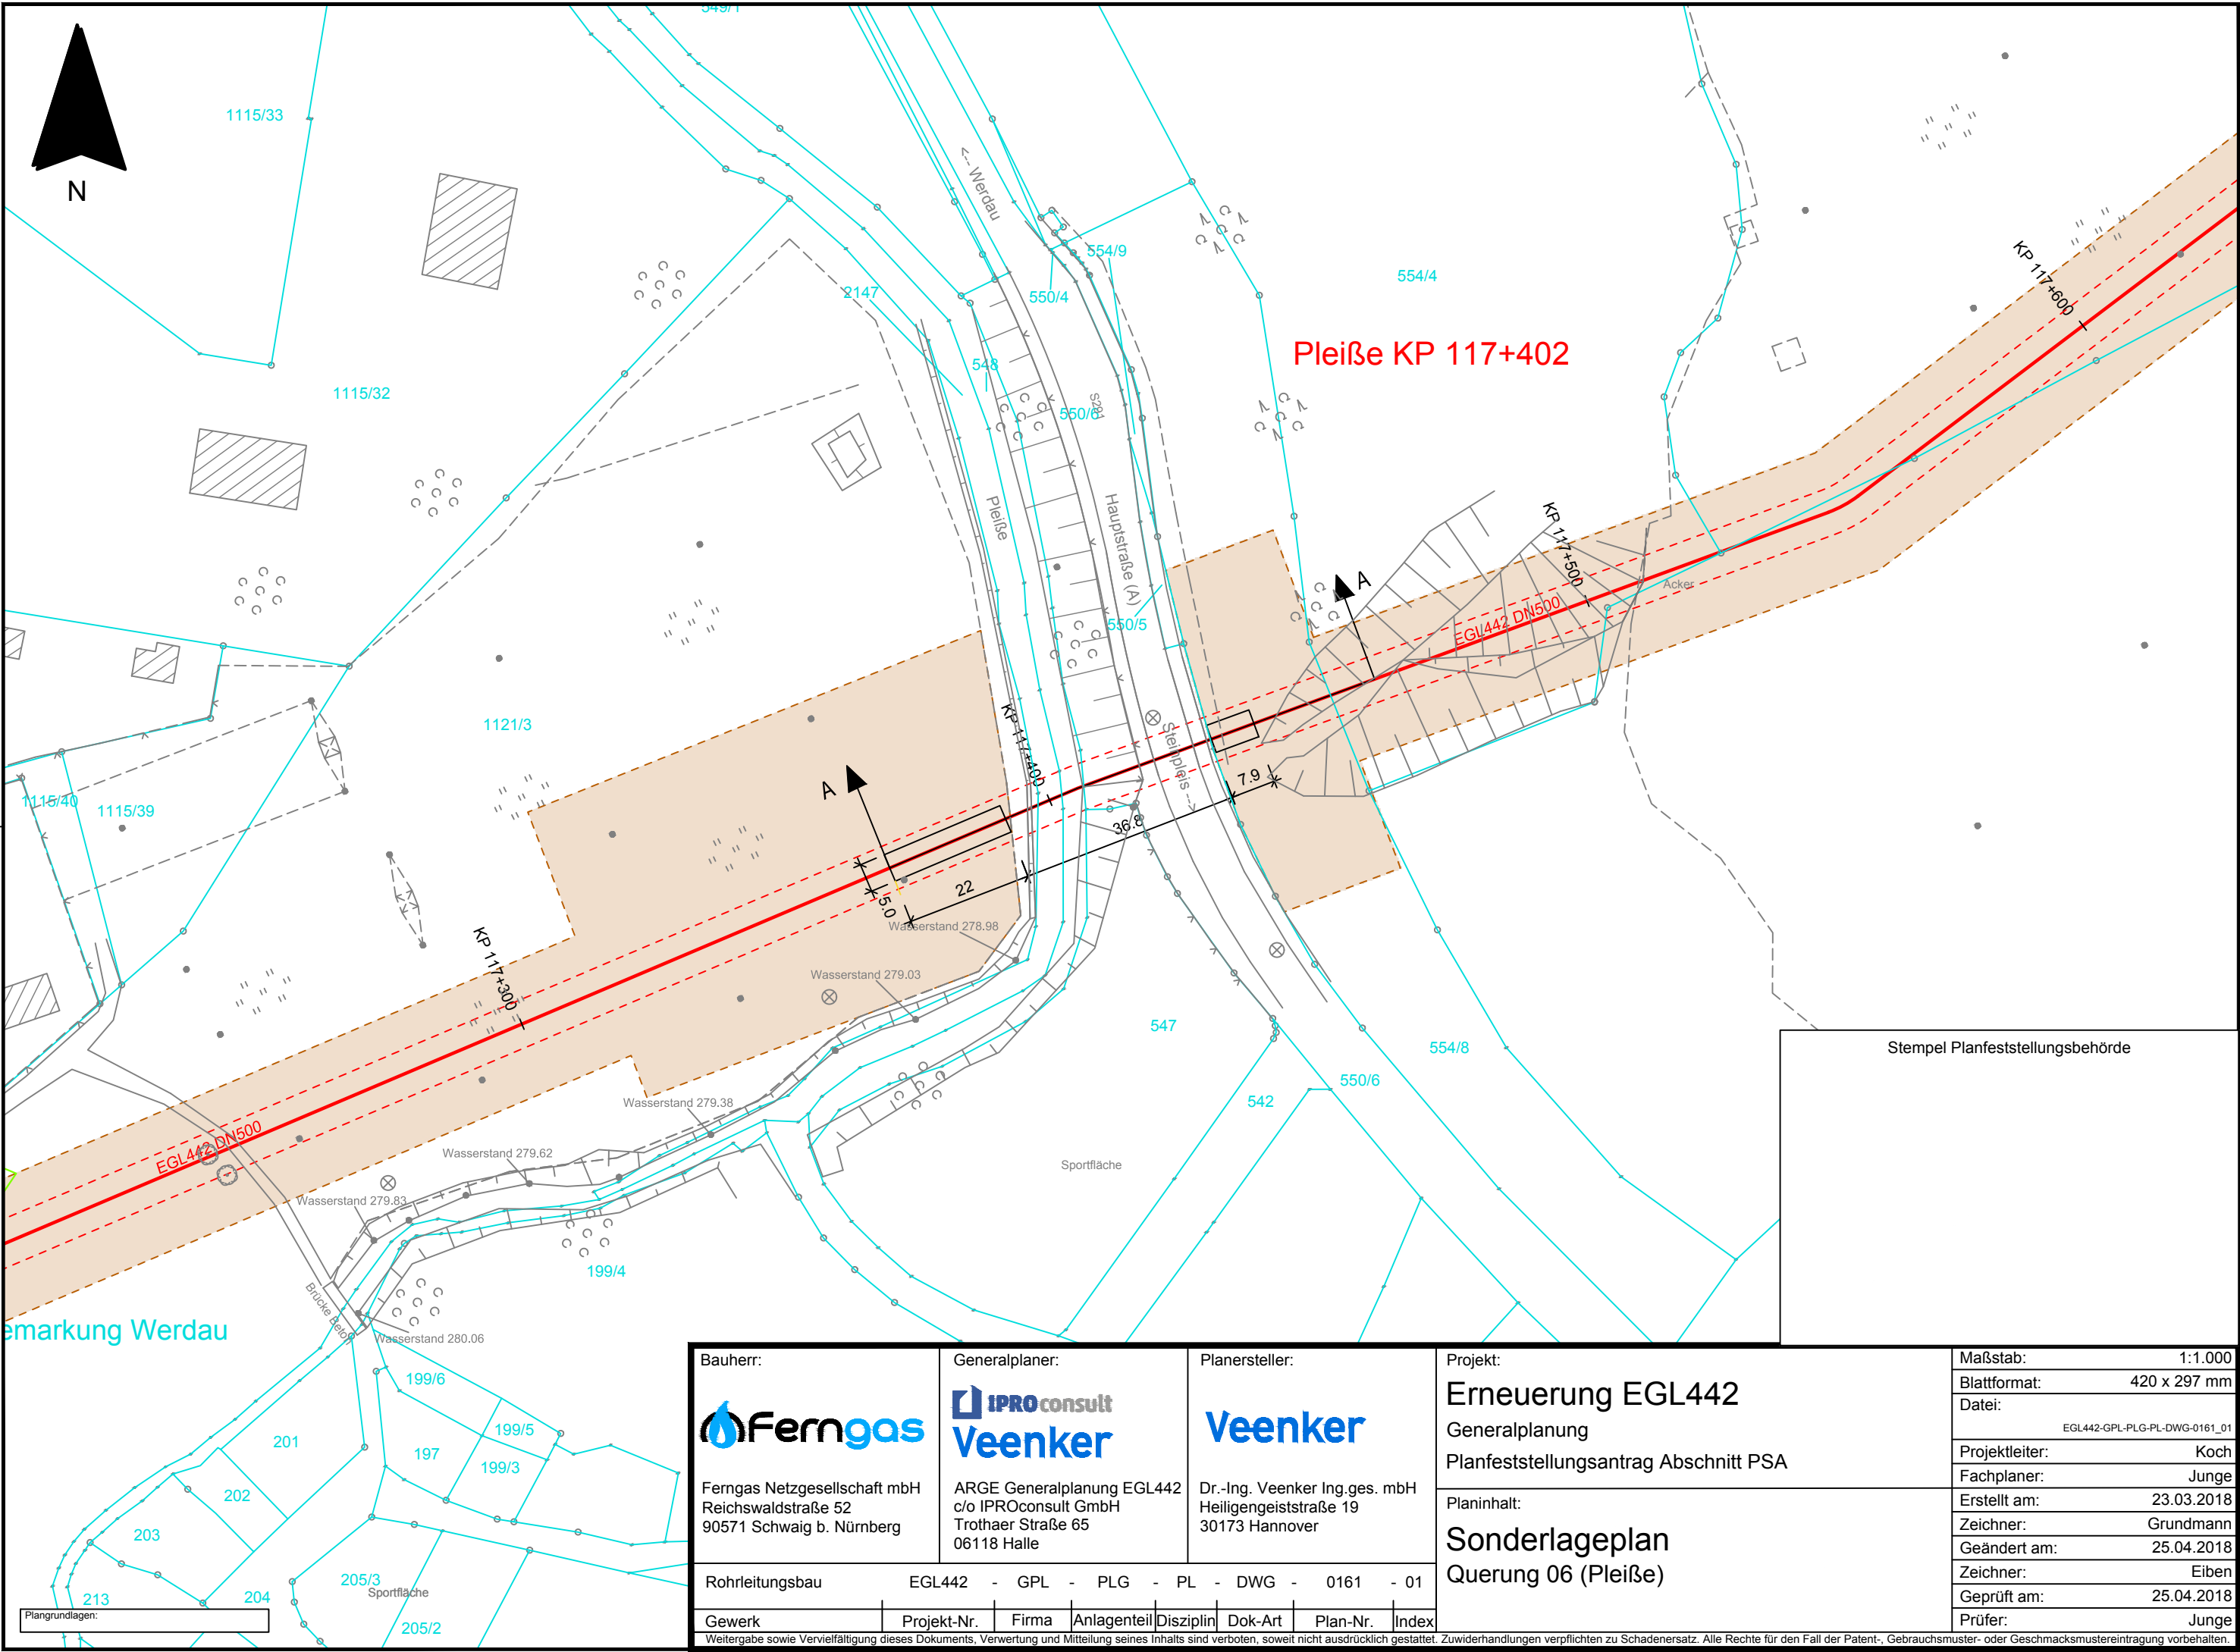 549/1
1115/33
N
<-- Werdau
554/9
550/4
2147
554/4
KP 117+600
Pleiße KP 117+402
1115/32
548
550/6
S291
Pleiße
Hauptstraße (A)
KP 117+500
Acker
A
EGL442 DN500
550/5
1121/3
KP 117+400
Steinpleis -->
7.9
36.8
A
22
5.0
1115/40
1115/39
Wasserstand 278.98
Wasserstand 279.03
KP 117+300
547
554/8
550/6
542
Stempel Planfeststellungsbehörde
Wasserstand 279.38
Wasserstand 279.62
Wasserstand 279.83
EGL442 DN500
Sportfläche
199/4
Brücke Beton
Wasserstand 280.06
emarkung Werdau
199/6
199/5
199/3
197
201
202
203
213
204
205/3
Sportfläche
205/2
Plangrundlagen:
Bauherr:
Ferngas
Ferngas Netzgesellschaft mbH
Reichswaldstraße 52
90571 Schwaig b. Nürnberg
Generalplaner:
IPROconsult
Veenker
ARGE Generalplanung EGL442
c/o IPROconsult GmbH
Trothaer Straße 65
06118 Halle
Planersteller:
Veenker
Dr.-Ing. Veenker Ing.ges. mbH
Heiligengeiststraße 19
30173 Hannover
Projekt:
Erneuerung EGL442
Generalplanung
Planfeststellungsantrag Abschnitt PSA
Planinhalt:
Sonderlageplan
Querung 06 (Pleiße)
Maßstab: 1:1.000
Blattformat: 420 x 297 mm
Datei:
EGL442-GPL-PLG-PL-DWG-0161_01
Projektleiter: Koch
Fachplaner: Junge
Erstellt am: 23.03.2018
Zeichner: Grundmann
Geändert am: 25.04.2018
Zeichner: Eiben
Geprüft am: 25.04.2018
Prüfer: Junge
Rohrleitungsbau EGL442 - GPL - PLG - PL - DWG - 0161 - 01
Gewerk Projekt-Nr. Firma Anlagenteil Disziplin Dok-Art Plan-Nr. Index
Weitergabe sowie Vervielfältigung dieses Dokuments, Verwertung und Mitteilung seines Inhalts sind verboten, soweit nicht ausdrücklich gestattet. Zuwiderhandlungen verpflichten zu Schadenersatz. Alle Rechte für den Fall der Patent-, Gebrauchsmuster- oder Geschmacksmustereintragung vorbehalten.